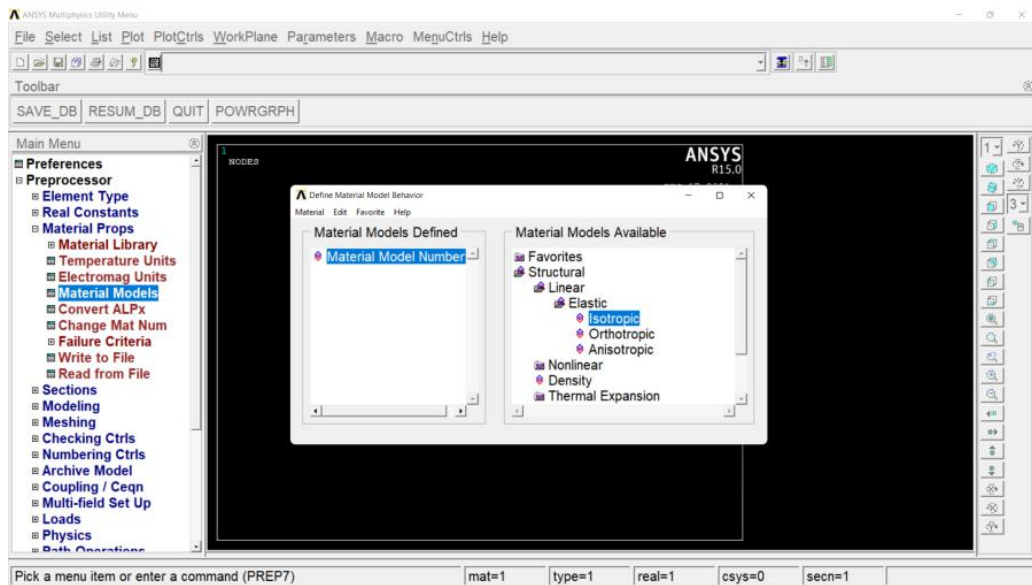 ANSYS Multiphysics Utility Menu
File Select List Plot PlotCtrls WorkPlane Parameters Macro MenuCtrls Help
Toolbar
SAVE_DB RESUM_DB QUIT POWRGRPH
Main Menu
Preferences
Preprocessor
Element Type
Real Constants
Material Props
Material Library
Temperature Units
Electromag Units
Material Models
Convert ALPx
Change Mat Num
Failure Criteria
Write to File
Read from File
Sections
Modeling
Meshing
Checking Ctrls
Numbering Ctrls
Archive Model
Coupling / Ceqn
Multi-field Set Up
Loads
Physics
Path Operations
1
NODES
ANSYS
R15.0
Define Material Model Behavior
Material Edit Favorite Help
Material Models Defined
Material Model Number
Material Models Available
Favorites
Structural
Linear
Elastic
Isotropic
Orthotropic
Anisotropic
Nonlinear
Density
Thermal Expansion
1
3
Pick a menu item or enter a command (PREP7)
mat=1
type=1
real=1
csys=0
secn=1